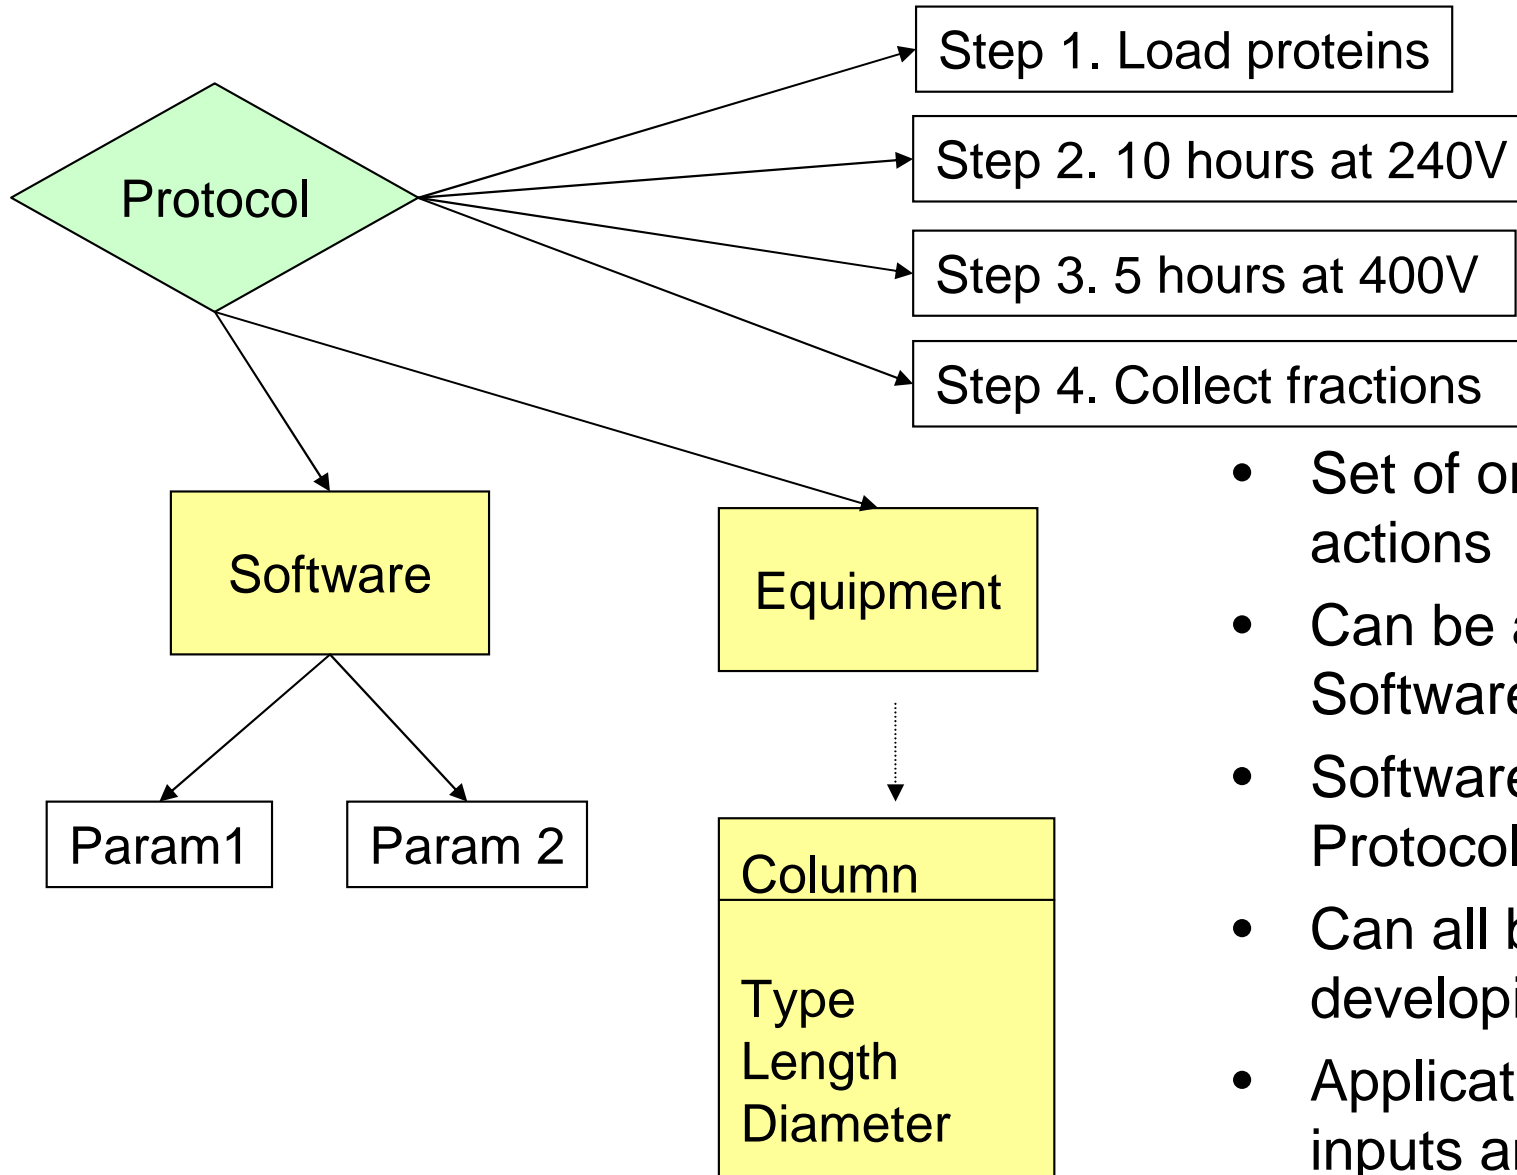 Step 1. Load proteins
Protocol
Step 2. 10 hours at 240V
Step 3. 5 hours at 400V
Step 4. Collect fractions
Software
Equipment
Param1
Param 2
Column
Type
Length
Diameter
• Set of
actions
• Can be
Software
• Software
Protocol
• Can all
• 
inputs